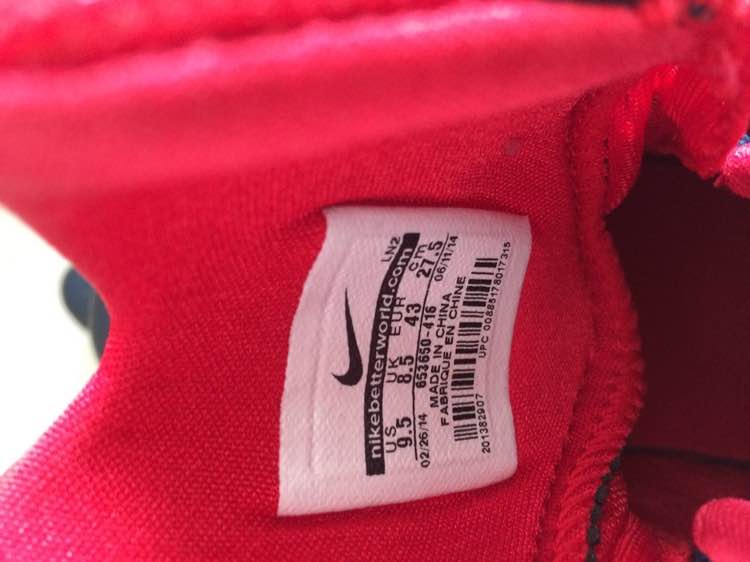 LN2
nikebetterworld.com
US UK EUR cm
9.5 8.5 43 27.5
02/26/14 06/11/14
653650-416
MADE IN CHINA
FABRIQUE EN CHINE
201382907
UPC 00885178017315